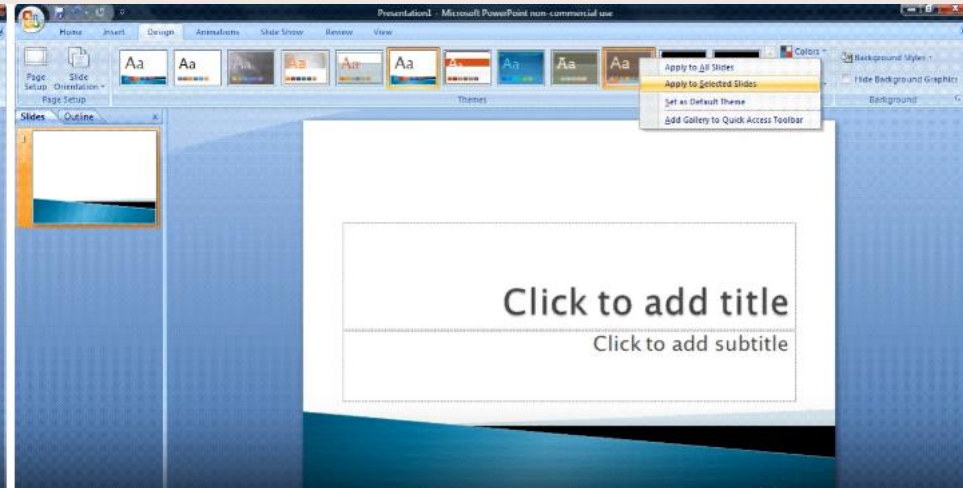 Presentation1 - Microsoft PowerPoint non-commercial use
Home Insert Design Animations Slide Show Review View
Aa Aa Aa Aa Aa Aa Aa Aa Aa Aa
Colors
Background Styles
Hide Background Graphics
Page Setup
Slide Orientation
Page Setup
Themes
Background
Apply to All Slides
Apply to Selected Slides
Set as Default Theme
Add Gallery to Quick Access Toolbar
Slides Outline x
1
Click to add title
Click to add subtitle